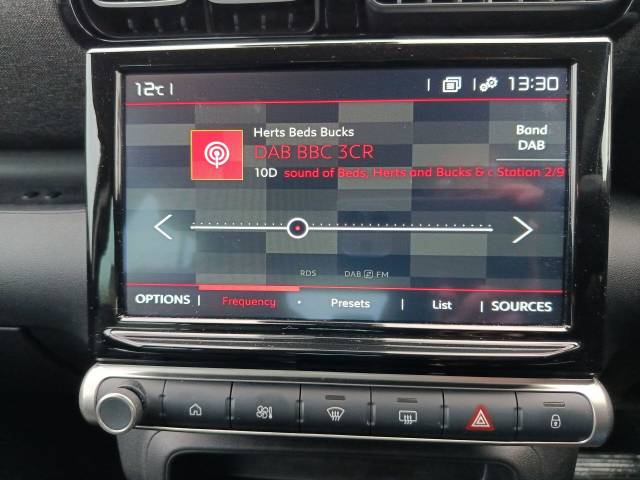 12°C 13:30
Herts Beds Bucks
DAB BBC 3CR
10D sound of Beds, Herts and Bucks & c Station 2/9
Band
DAB
RDS DAB FM
OPTIONS Frequency Presets List SOURCES